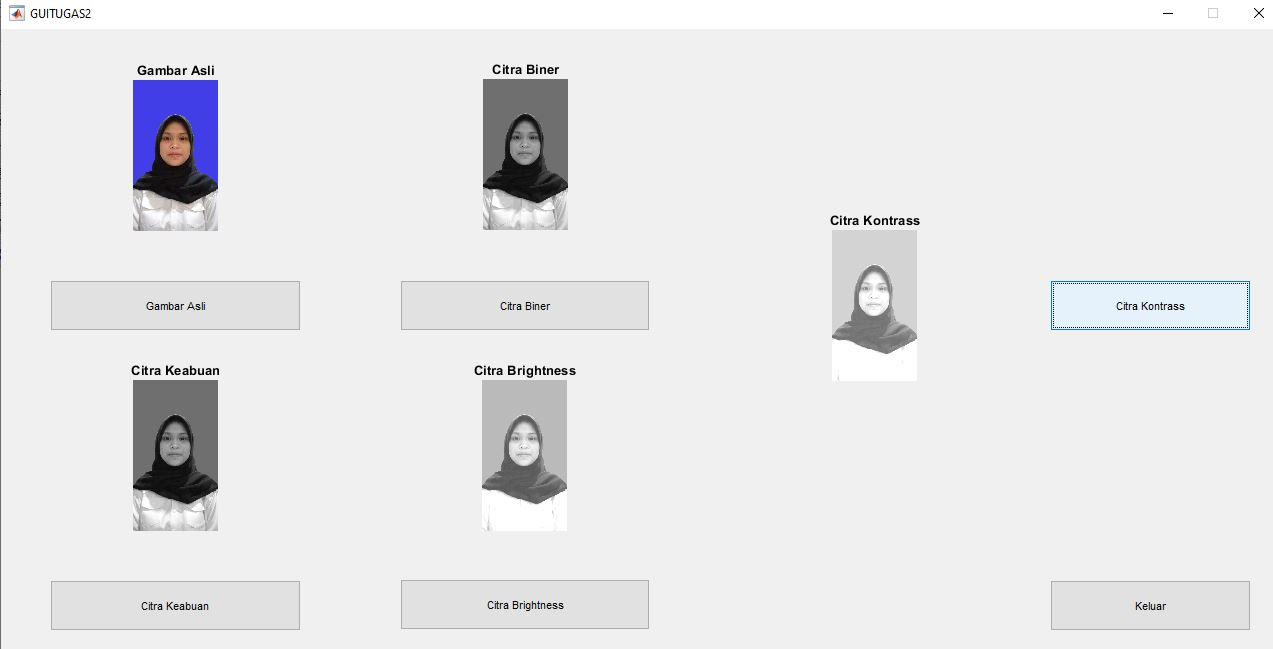 GUITUGAS2
Gambar Asli
Citra Biner
Citra Kontrass
Gambar Asli
Citra Biner
Citra Kontrass
Citra Keabuan
Citra Brightness
Citra Keabuan
Citra Brightness
Keluar